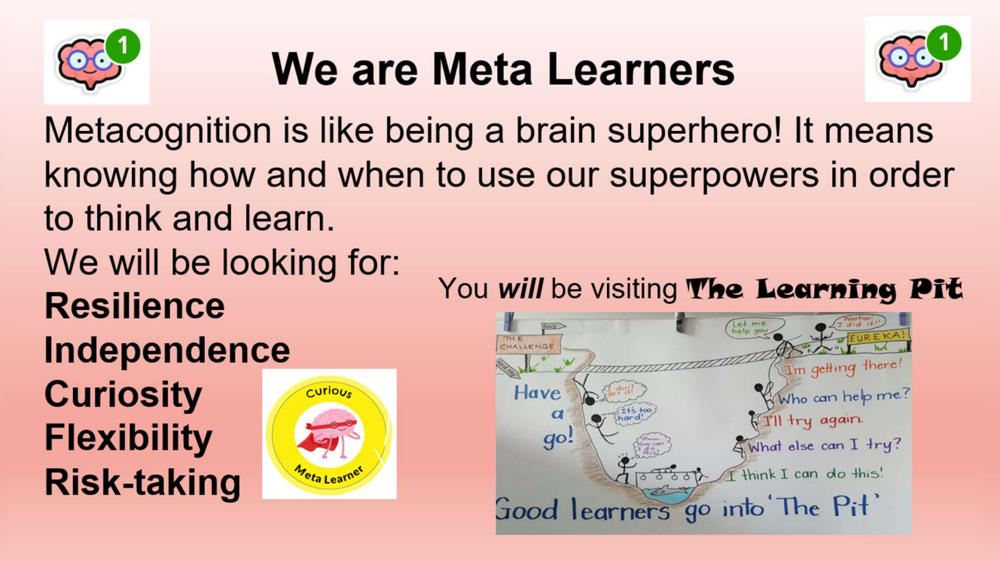 1
1
We are Meta Learners
Metacognition is like being a brain superhero! It means
knowing how and when to use our superpowers in order
to think and learn.
We will be looking for:
Resilience
Independence
Curiosity
Flexibility
Risk-taking
Curious
Meta Learner
You will be visiting The Learning Pit
Easy
THE
CHALLENGE
Let me
help you
Woohoo!
I did it!!
EUREKA!
Have
a
go!
I don't
get it!
It's too
hard!
Mmm
How can
I do
this?
I'm getting there!
Who can help me?
I'll try again.
What else can I try?
I think I can do this!
Good learners go into 'The Pit'